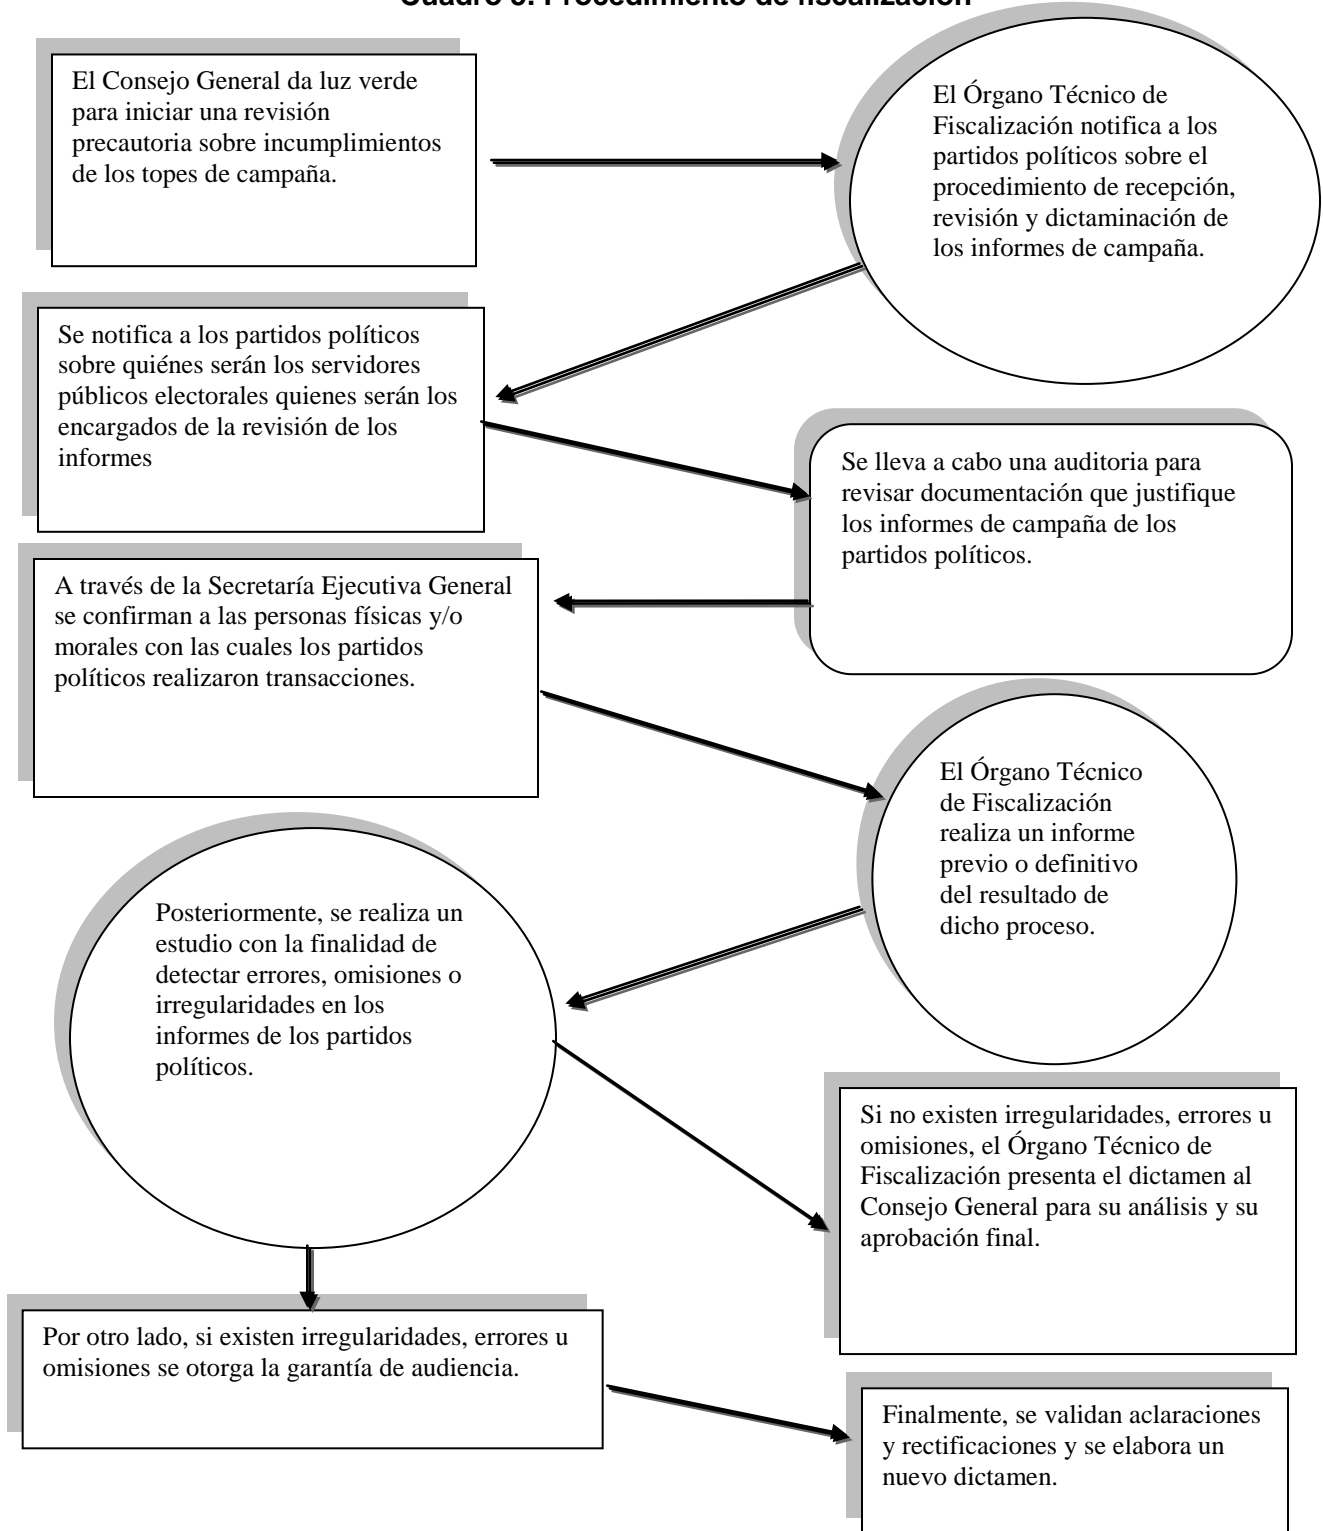 Cuadro 3. Procedimiento de fiscalización
El Consejo General da luz verde
para iniciar una revisión
precautoria sobre incumplimientos
de los topes de campaña.
El Órgano Técnico de
Fiscalización notifica a los
partidos políticos sobre el
procedimiento de recepción,
revisión y dictaminación de
los informes de campaña.
Se notifica a los partidos políticos
sobre quiénes serán los servidores
públicos electorales quienes serán los
encargados de la revisión de los
informes
Se lleva a cabo una auditoria para
revisar documentación que justifique
los informes de campaña de los
partidos políticos.
A través de la Secretaría Ejecutiva General
se confirman a las personas físicas y/o
morales con las cuales los partidos
políticos realizaron transacciones.
El Órgano Técnico
de Fiscalización
realiza un informe
previo o definitivo
del resultado de
dicho proceso.
Posteriormente, se realiza un
estudio con la finalidad de
detectar errores, omisiones o
irregularidades en los
informes de los partidos
políticos.
Si no existen irregularidades, errores u
omisiones, el Órgano Técnico de
Fiscalización presenta el dictamen al
Consejo General para su análisis y su
aprobación final.
Por otro lado, si existen irregularidades, errores u
omisiones se otorga la garantía de audiencia.
Finalmente, se validan aclaraciones
y rectificaciones y se elabora un
nuevo dictamen.